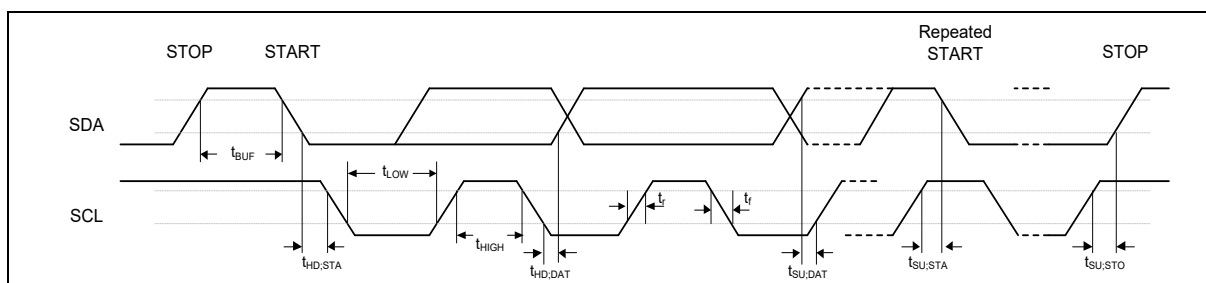 Repeated
STOP START START STOP
SDA
tBUF
tLOW
SCL
tr tf
tHIGH
tHD;STA tHD;DAT tSU;DAT tSU;STA tSU;STO